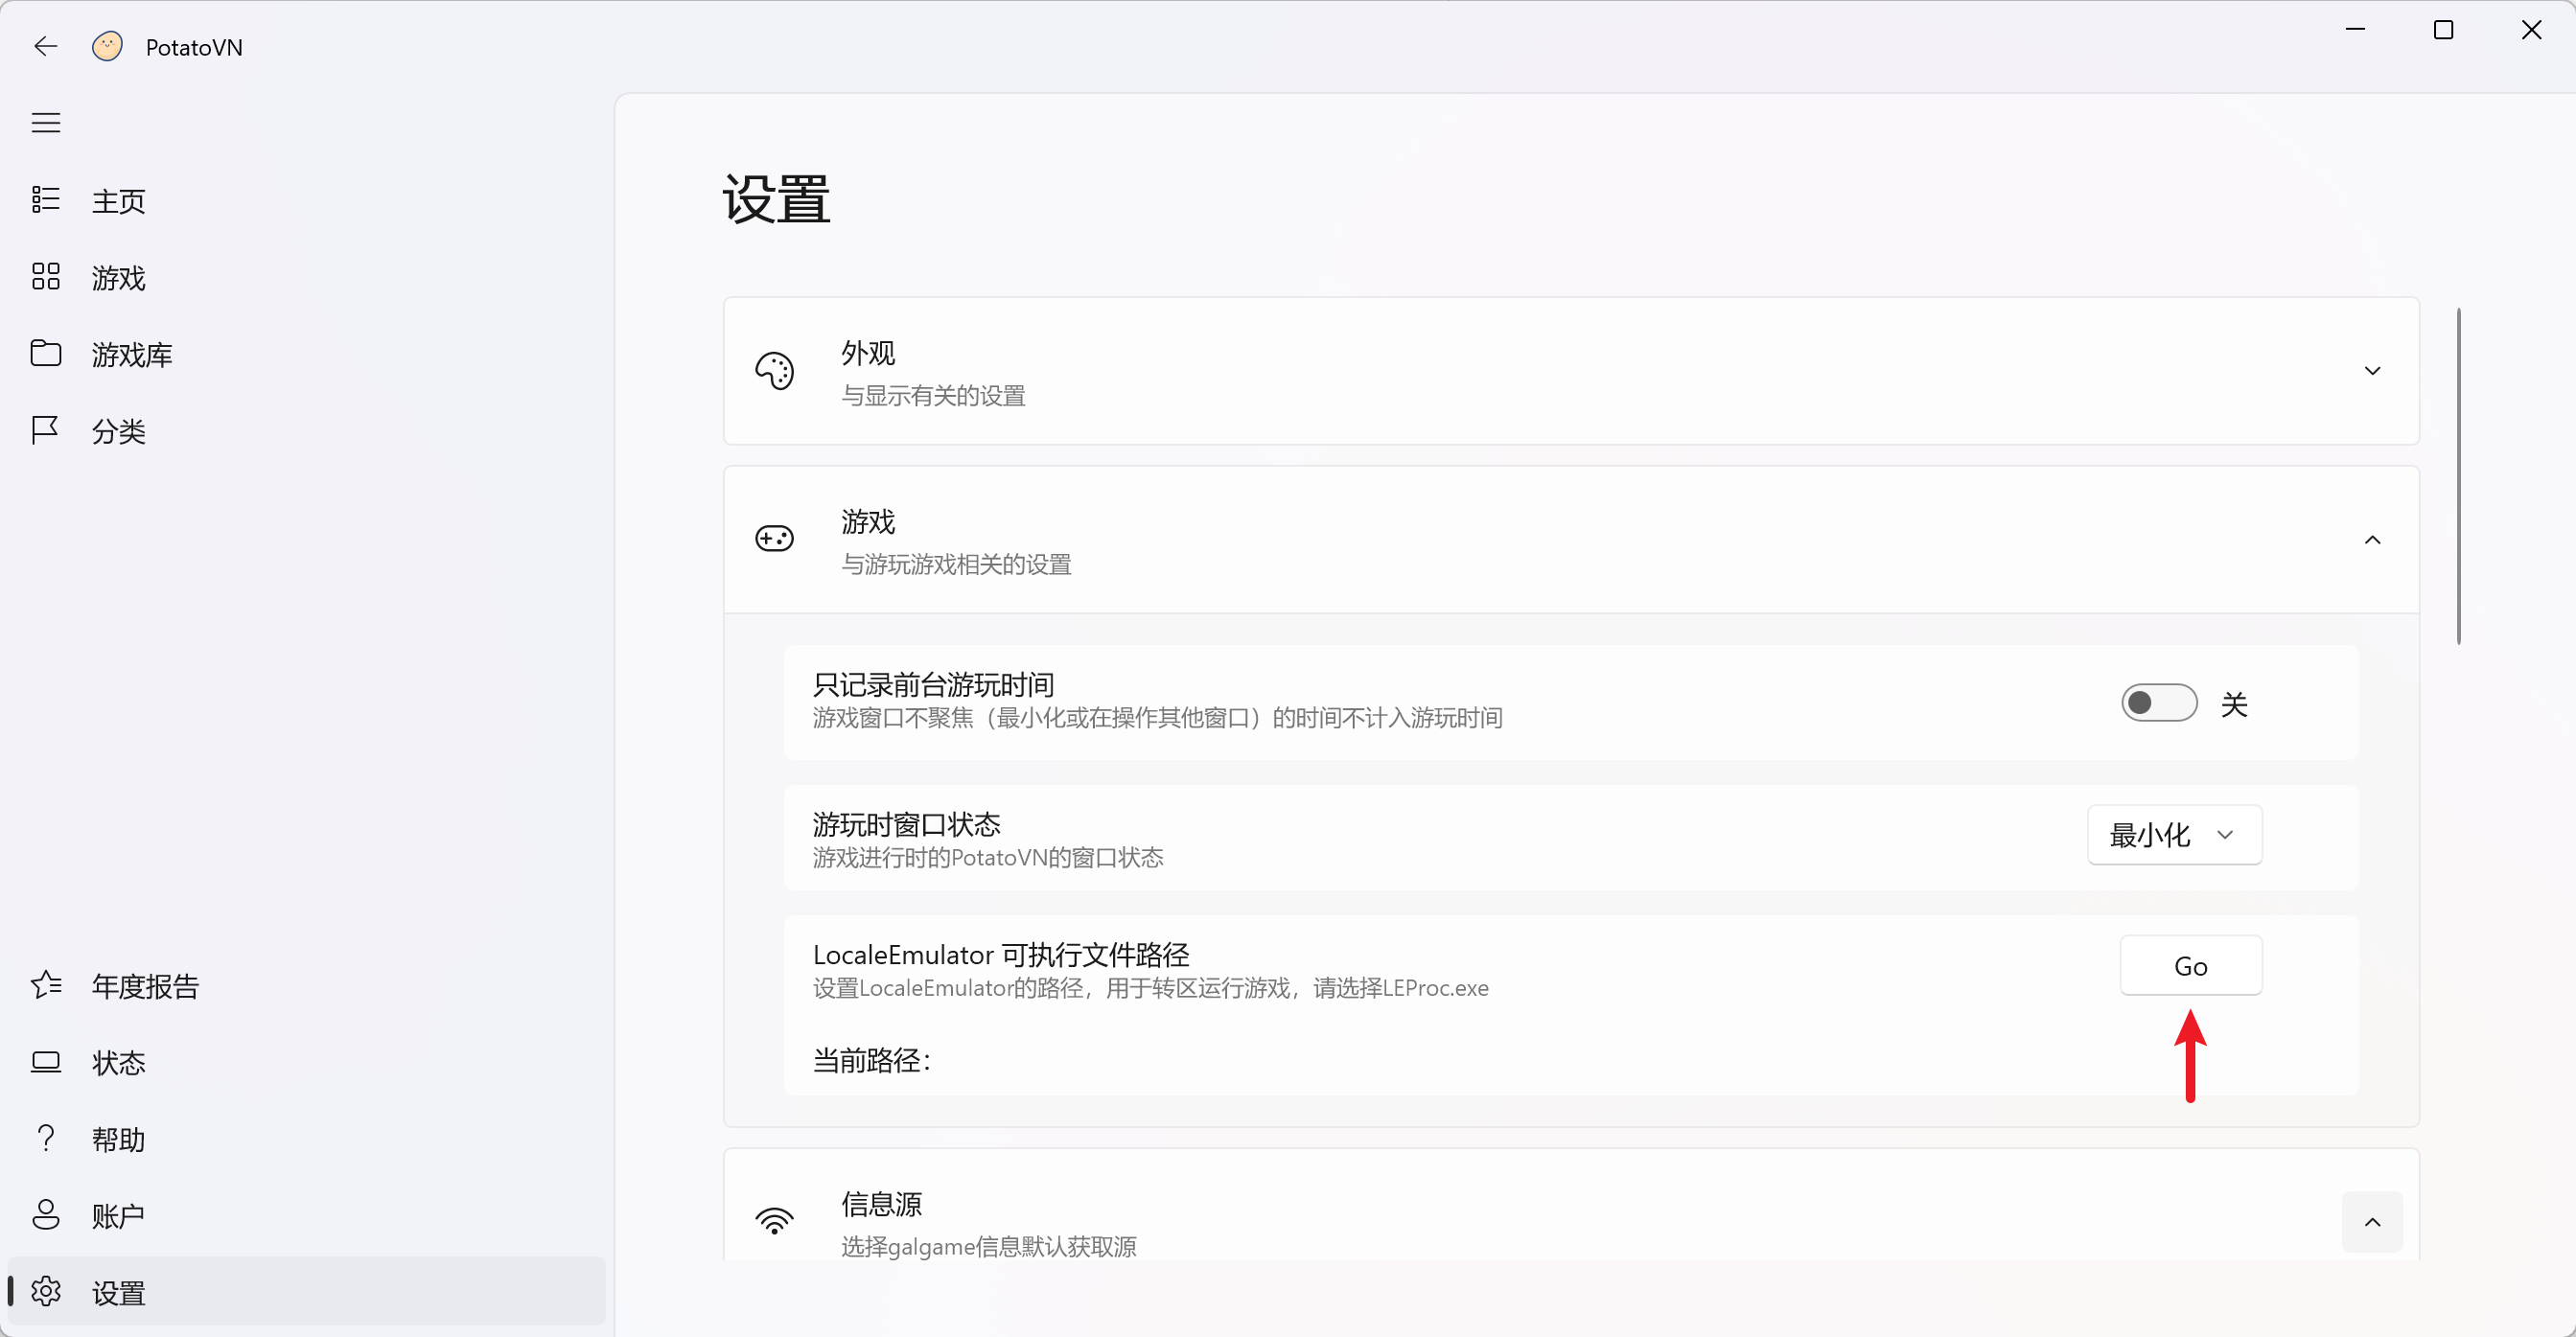 PotatoVN
主页
游戏
游戏库
分类
年度报告
状态
帮助
账户
设置
设置
外观
与显示有关的设置
游戏
与游玩游戏相关的设置
只记录前台游玩时间
游戏窗口不聚焦（最小化或在操作其他窗口）的时间不计入游玩时间
关
游玩时窗口状态
游戏进行时的PotatoVN的窗口状态
最小化
LocaleEmulator 可执行文件路径
设置LocaleEmulator的路径，用于转区运行游戏，请选择LEProc.exe
Go
当前路径：
信息源
选择galgame信息默认获取源